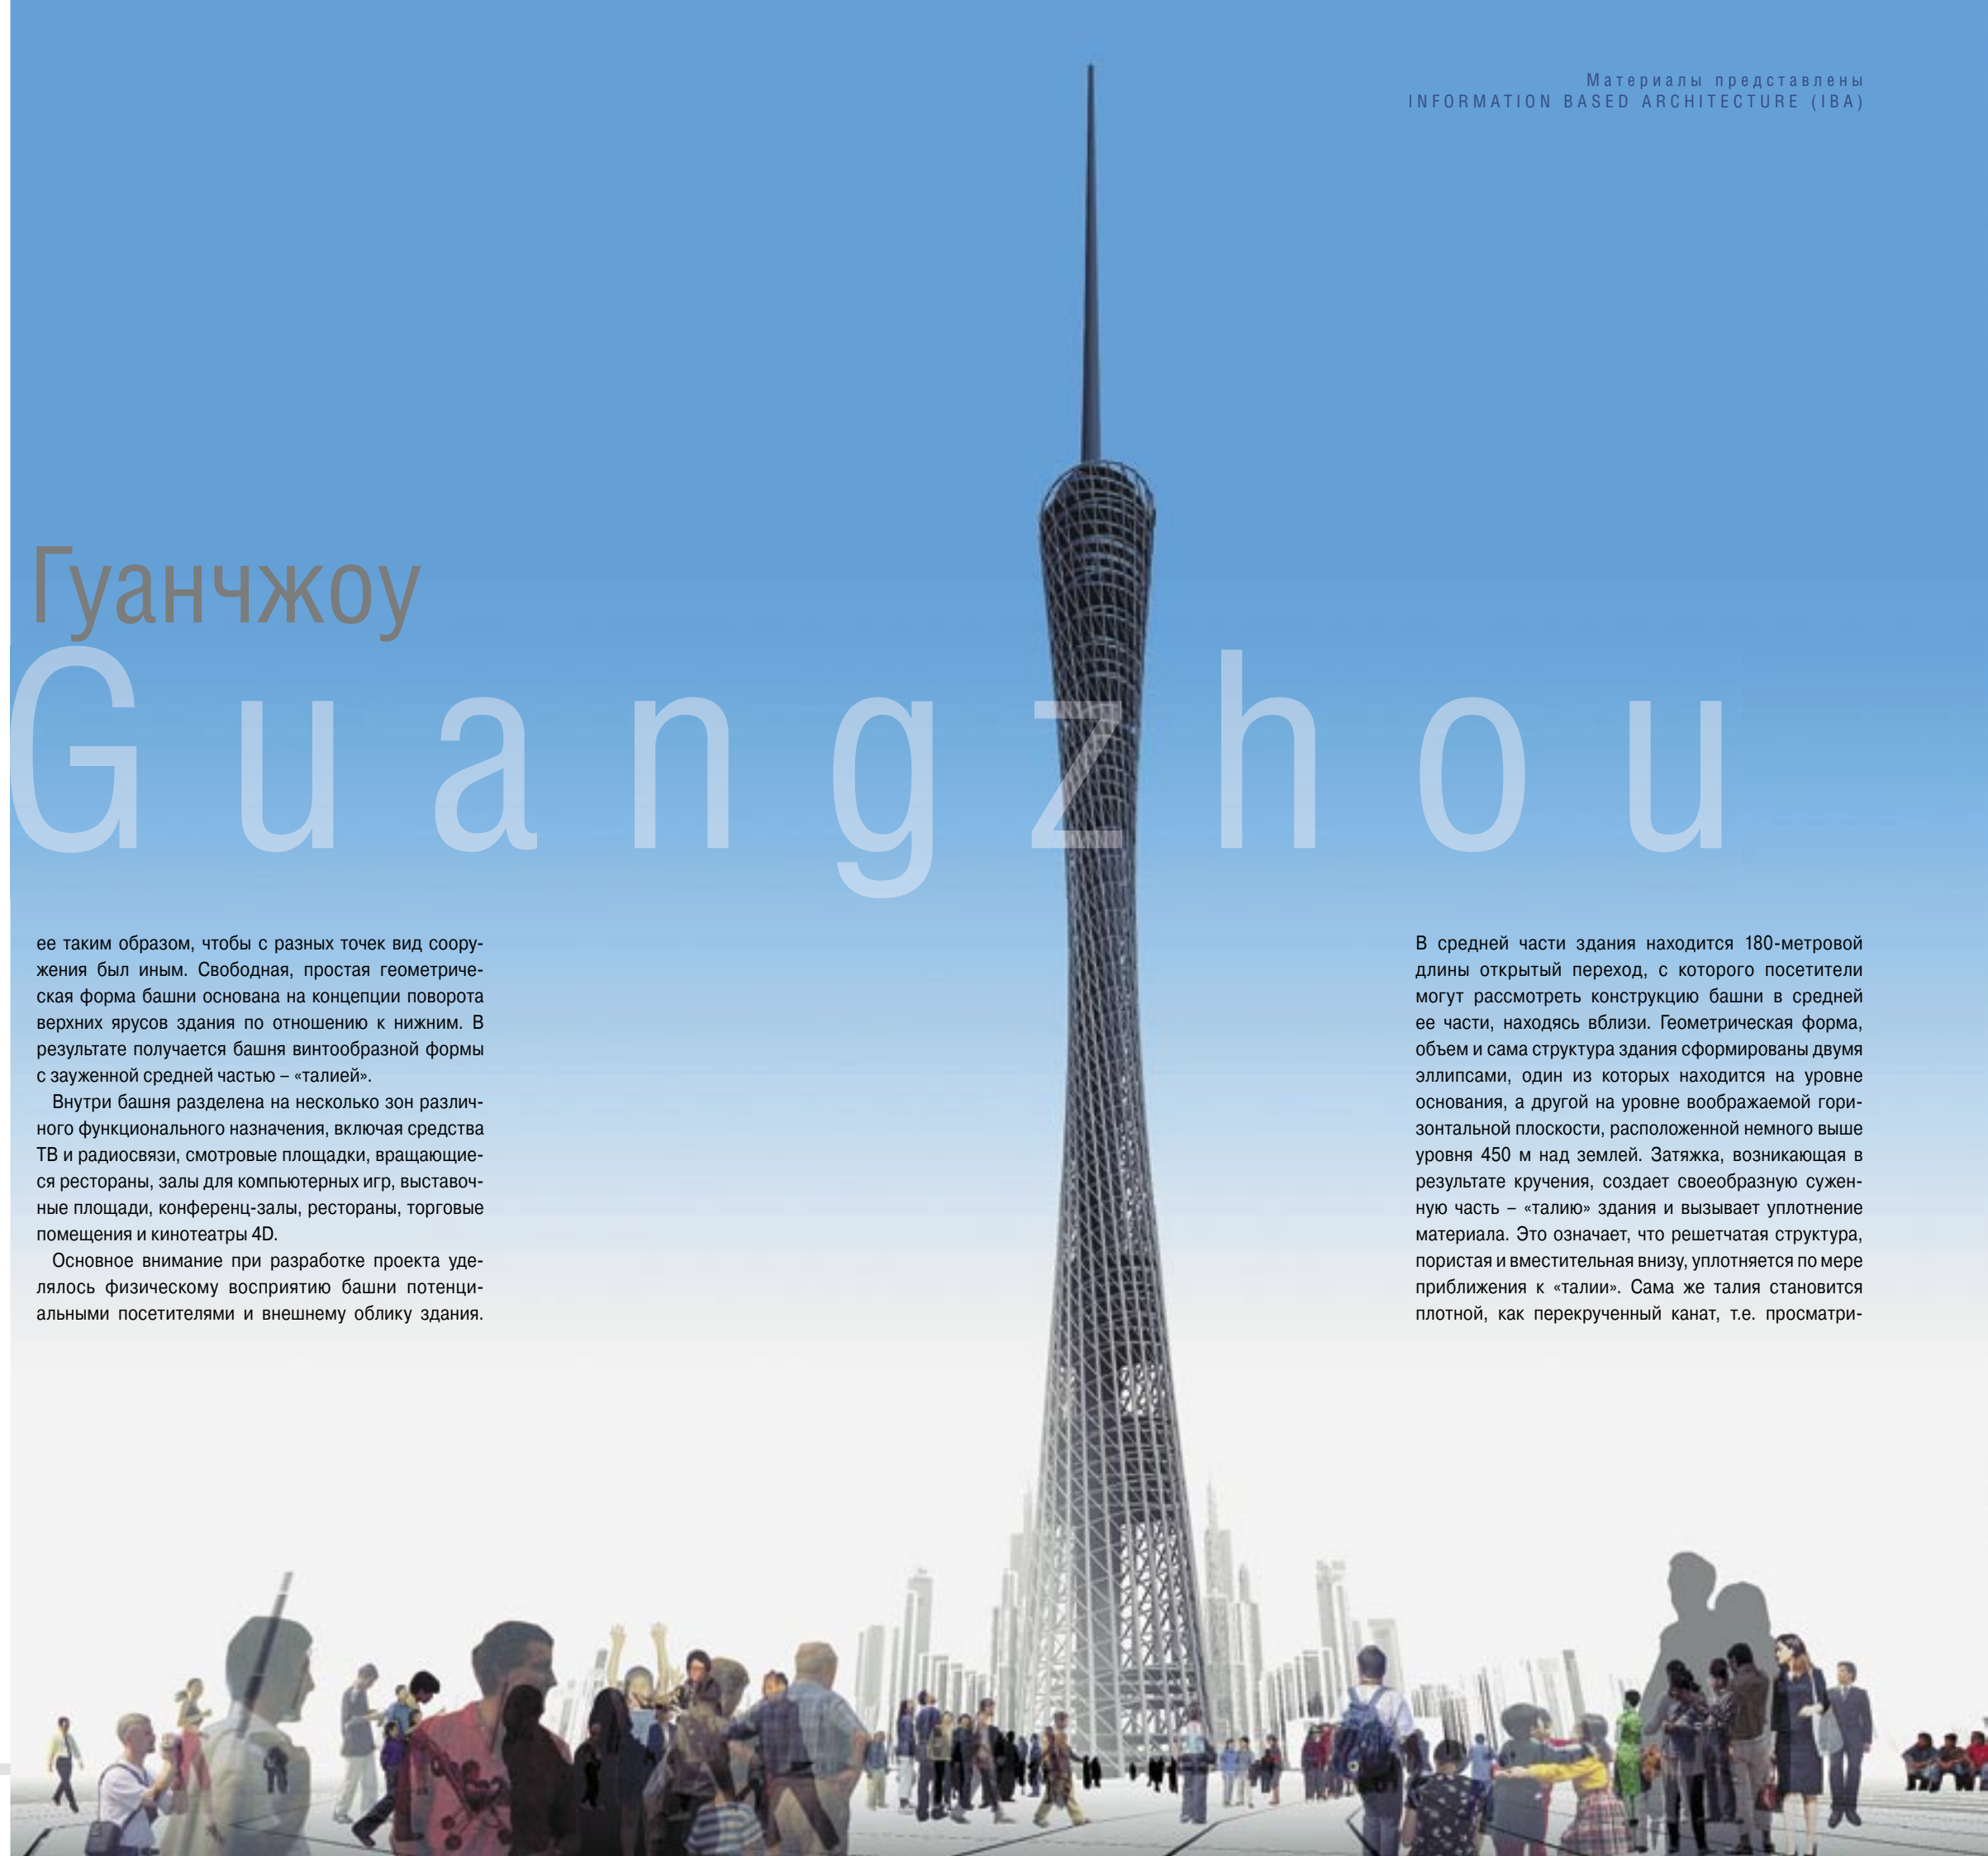 Материалы представлены
INFORMATION BASED ARCHITECTURE (IBA)
Гуанчжоу
Guangzhou
ее таким образом, чтобы с разных точек вид соору-
жения был иным. Свободная, простая геометриче-
ская форма башни основана на концепции поворота
верхних ярусов здания по отношению к нижним. В
результате получается башня винтообразной формы
с зауженной средней частью – «талией».
Внутри башня разделена на несколько зон различ-
ного функционального назначения, включая средства
ТВ и радиосвязи, смотровые площадки, вращающие-
ся рестораны, залы для компьютерных игр, выставоч-
ные площади, конференц-залы, рестораны, торговые
помещения и кинотеатры 4D.
Основное внимание при разработке проекта уде-
лялось физическому восприятию башни потенци-
альными посетителями и внешнему облику здания.
В средней части здания находится 180-метровой
длины открытый переход, с которого посетители
могут рассмотреть конструкцию башни в средней
ее части, находясь вблизи. Геометрическая форма,
объем и сама структура здания сформированы двумя
эллипсами, один из которых находится на уровне
основания, а другой на уровне воображаемой гори-
зонтальной плоскости, расположенной немного выше
уровня 450 м над землей. Затяжка, возникающая в
результате кручения, создает своеобразную сужен-
ную часть – «талию» здания и вызывает уплотнение
материала. Это означает, что решетчатая структура,
пористая и вместительная внизу, уплотняется по мере
приближения к «талии». Сама же талия становится
плотной, как перекрученный канат, т.е. просматри-